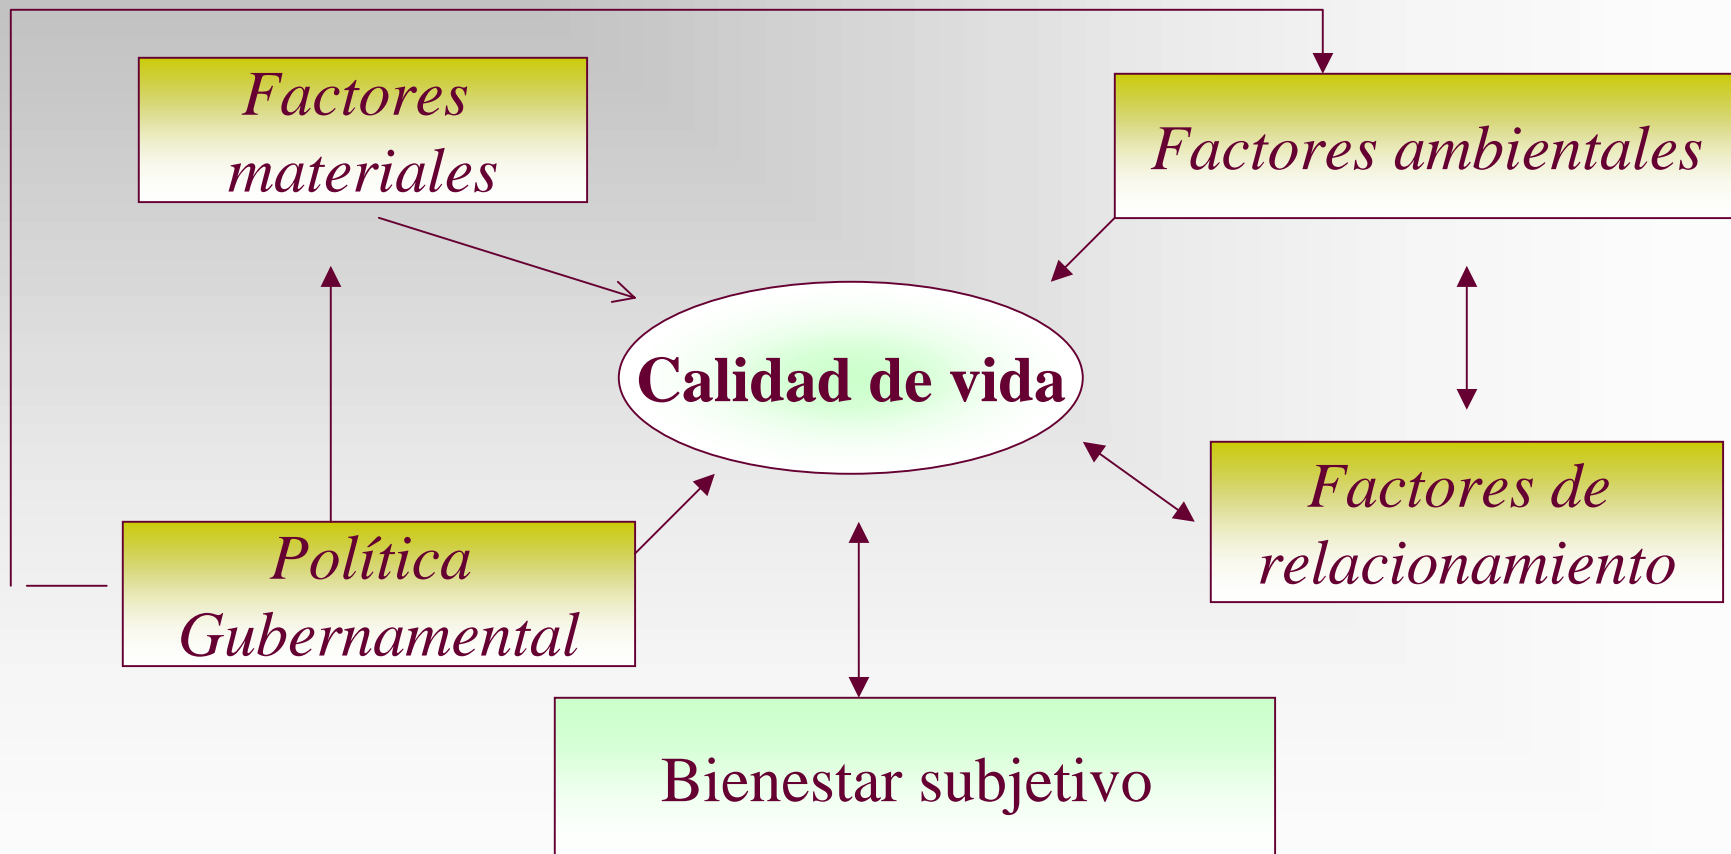 Factores
materiales
Factores ambientales
Calidad de vida
Factores de
relacionamiento
Política
Gubernamental
Bienestar subjetivo